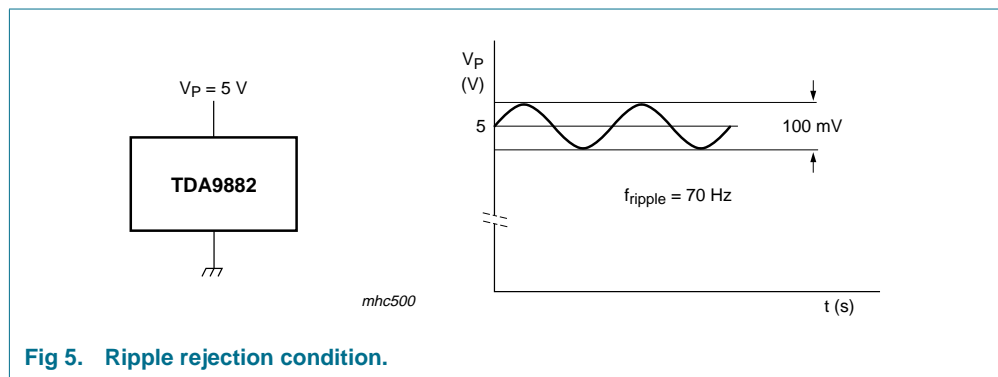 VP = 5 V
TDA9882
mhc500
VP
(V)
5
100 mV
fripple = 70 Hz
t (s)
Fig 5. Ripple rejection condition.